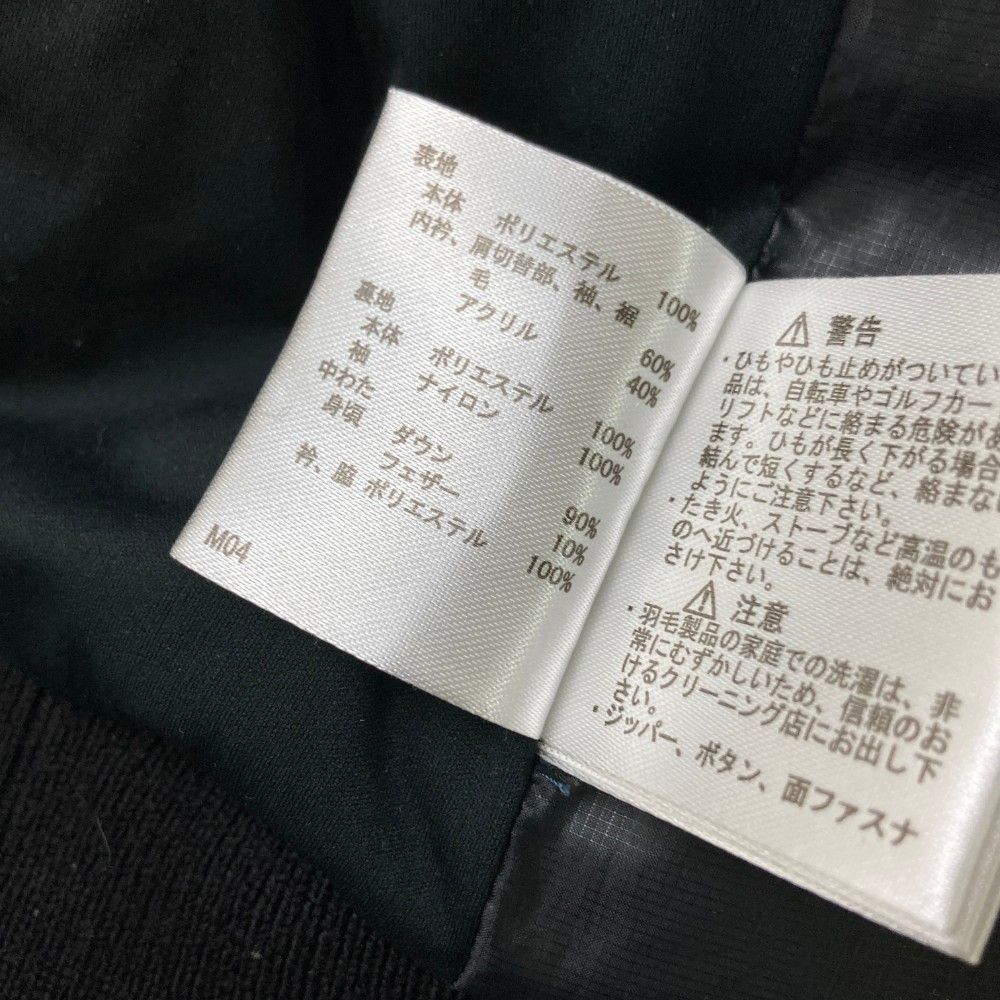 表地
本体 ポリエステル 100%
内衿、肩切替部、袖、裾
毛 60%
アクリル 40%
裏地
本体 ポリエステル 100%
袖 ナイロン 100%
中わた
身頃 ダウン 90%
フェザー 10%
衿、脇 ポリエステル 100%
M04
⚠ 警告
・ひもやひも止めがついてい
品は、自転車やゴルフカー
リフトなどに絡まる危険があ
ます。ひもが長く下がる場合
結んで短くするなど、絡まない
ようにご注意下さい。
・たき火、ストーブなど高温のも
のへ近づけることは、絶対にお
さけ下さい。
⚠ 注意
・羽毛製品の家庭での洗濯は、非
常にむずかしいため、信頼のお
けるクリーニング店にお出し下
さい。
・ジッパー、ボタン、面ファスナ